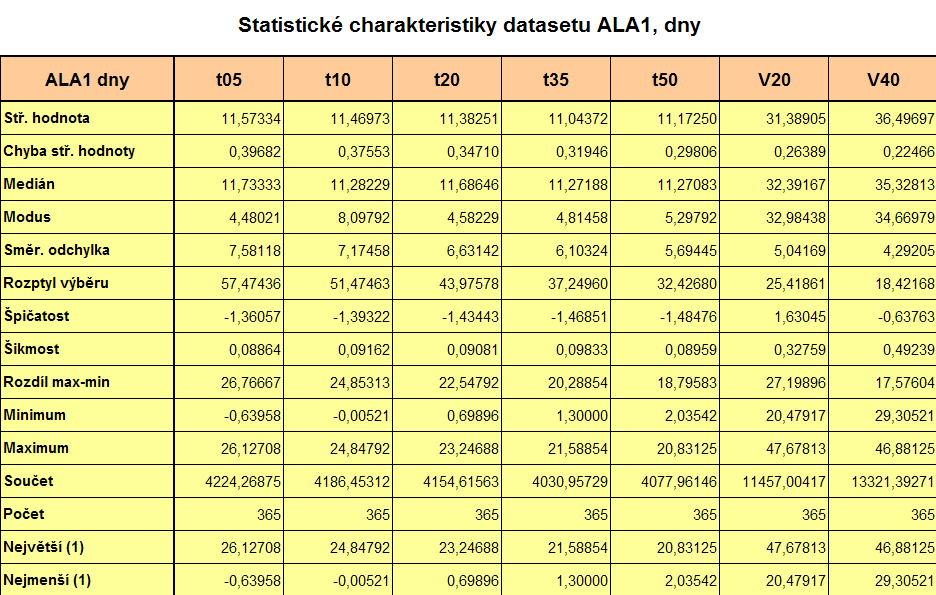 Statistické charakteristiky datasetu ALA1, dny
ALA1 dny t05 t10 t20 t35 t50 V20 V40
Stř. hodnota 11,57334 11,46973 11,38251 11,04372 11,17250 31,38905 36,49697
Chyba stř. hodnoty 0,39682 0,37553 0,34710 0,31946 0,29806 0,26389 0,22466
Medián 11,73333 11,28229 11,68646 11,27188 11,27083 32,39167 35,32813
Modus 4,48021 8,09792 4,58229 4,81458 5,29792 32,98438 34,66979
Směr. odchylka 7,58118 7,17458 6,63142 6,10324 5,69445 5,04169 4,29205
Rozptyl výběru 57,47436 51,47463 43,97578 37,24960 32,42680 25,41861 18,42168
Špičatost -1,36057 -1,39322 -1,43443 -1,46851 -1,48476 1,63045 -0,63763
Šikmost 0,08864 0,09162 0,09081 0,09833 0,08959 0,32759 0,49239
Rozdíl max-min 26,76667 24,85313 22,54792 20,28854 18,79583 27,19896 17,57604
Minimum -0,63958 -0,00521 0,69896 1,30000 2,03542 20,47917 29,30521
Maximum 26,12708 24,84792 23,24688 21,58854 20,83125 47,67813 46,88125
Součet 4224,26875 4186,45312 4154,61563 4030,95729 4077,96146 11457,00417 13321,39271
Počet 365 365 365 365 365 365 365
Největší (1) 26,12708 24,84792 23,24688 21,58854 20,83125 47,67813 46,88125
Nejmenší (1) -0,63958 -0,00521 0,69896 1,30000 2,03542 20,47917 29,30521